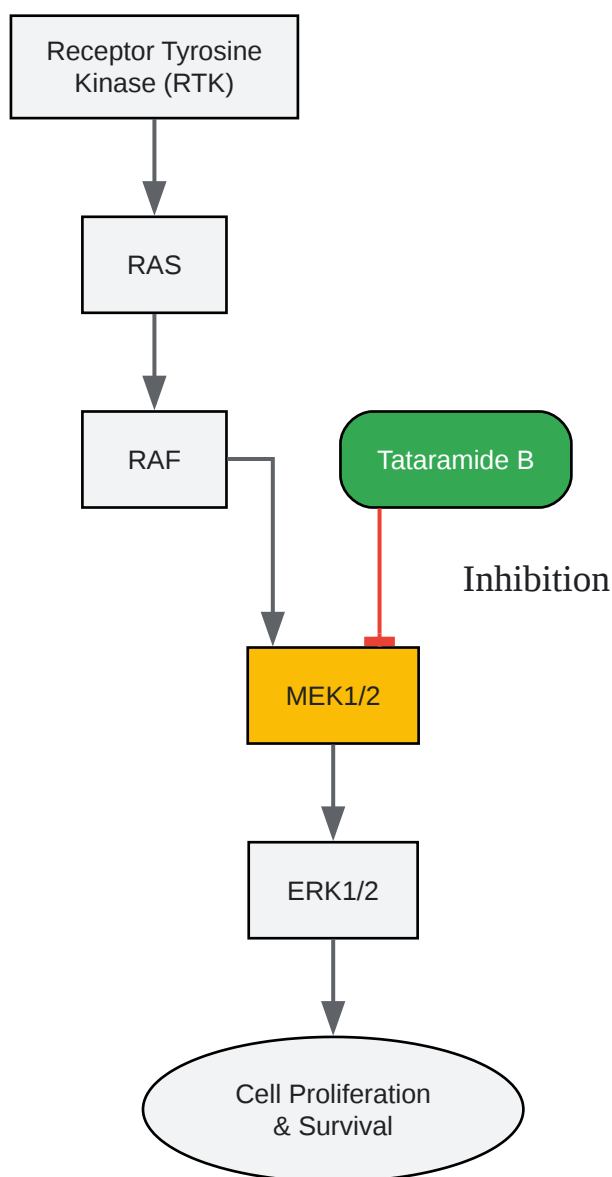 Receptor Tyrosine
Kinase (RTK)
RAS
RAF
Tataramide B
Inhibition
MEK1/2
ERK1/2
Cell Proliferation
& Survival